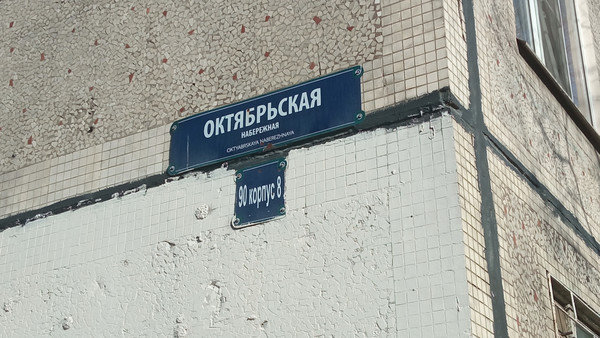 ОКТЯБРЬСКАЯ
НАБЕРЕЖНАЯ
OKTYABRSKAYA NABEREZHNAYA
90 корпус 8